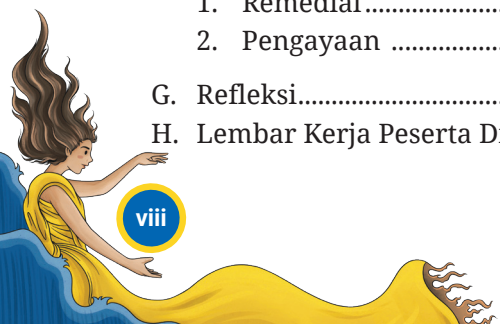 1. Remedial........................
2. Pengayaan ....................
G. Refleksi..................................
H. Lembar Kerja Peserta
viii